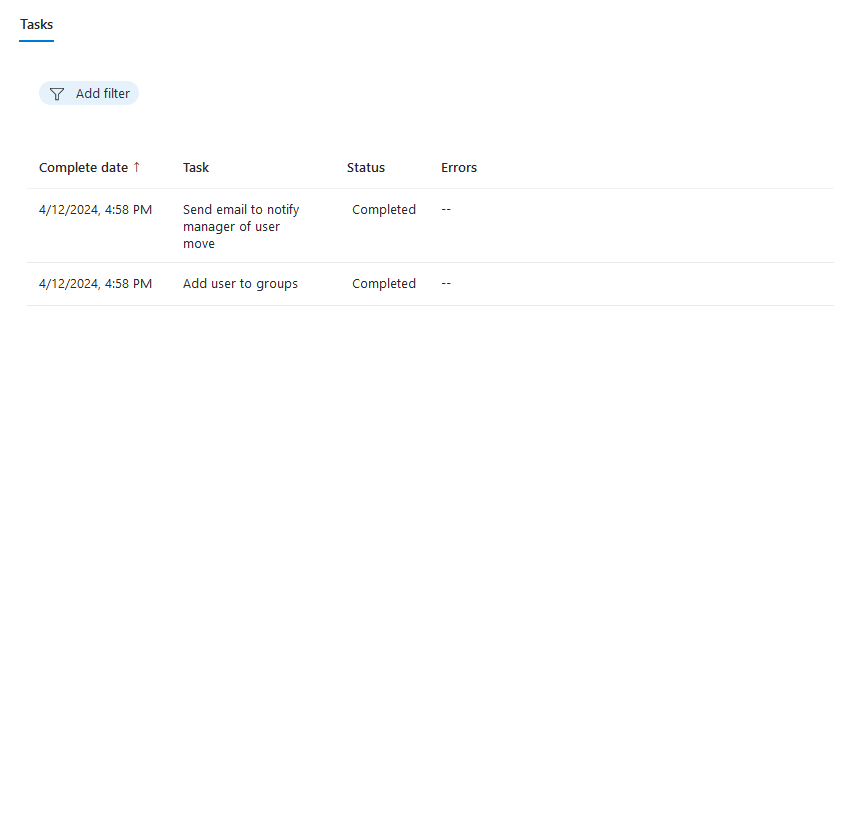 Tasks
Add filter
Complete date ↑ Task Status Errors
4/12/2024, 4:58 PM Send email to notify Completed --
manager of user
move
4/12/2024, 4:58 PM Add user to groups Completed --